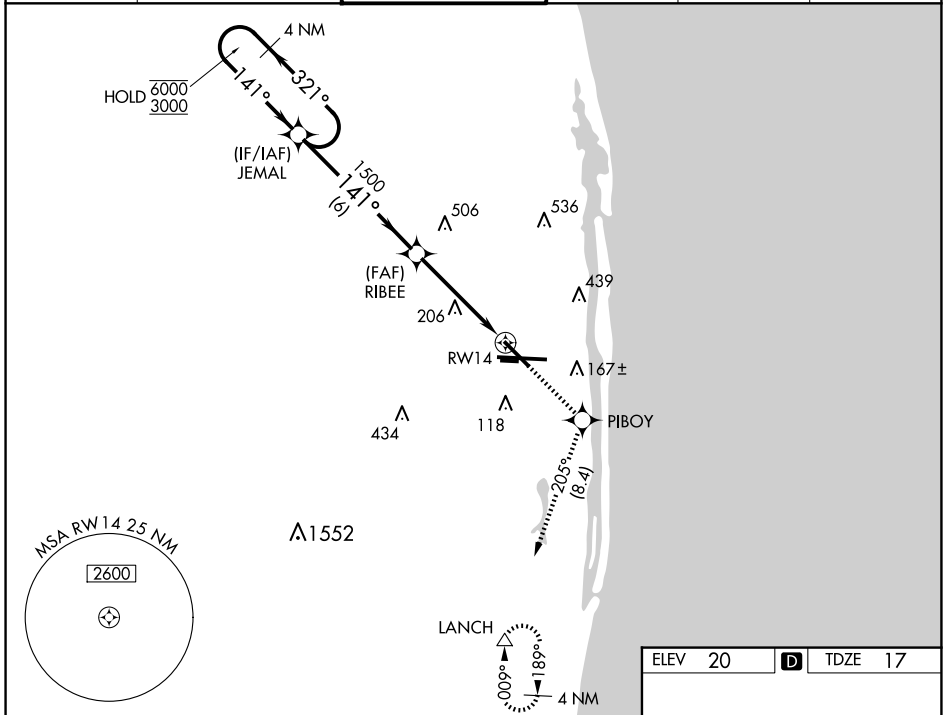 4 NM
HOLD 6000
3000
141°
321°
(IF/IAF)
JEMAL
1500
141°
(6)
506
536
(FAF)
RIBEE
439
206
RW14
167±
118
434
PIBOY
205°
(8.4)
1552
MSA RW14 25 NM
2600
LANCH
009°
189°
4 NM
ELEV 20 D TDZE 17